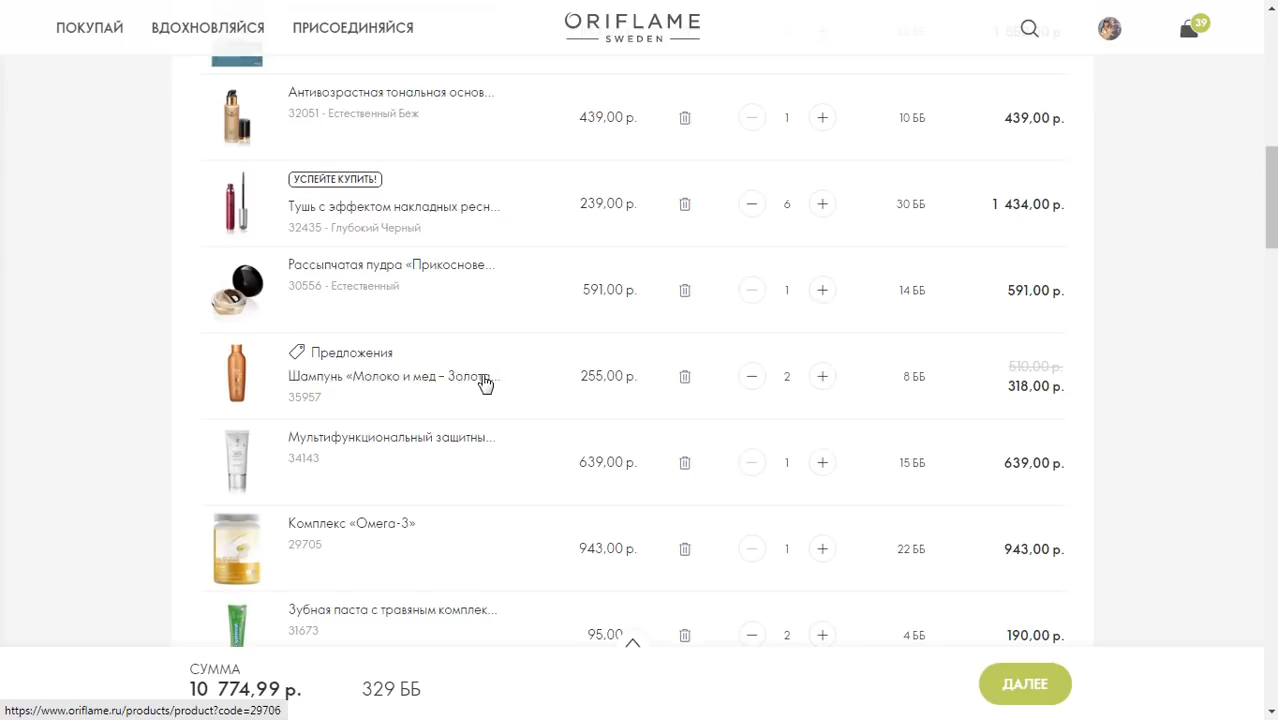 ПОКУПАЙ ВДОХНОВЛЯЙСЯ ПРИСОЕДИНЯЙСЯ
ORIFLAME
SWEDEN
39
Антивозрастная тональная основ...
32051 - Естественный Беж
439,00 р. 1 10 ББ 439,00 р.
УСПЕЙТЕ КУПИТЬ!
Тушь с эффектом накладных ресн...
32435 - Глубокий Черный
239,00 р. 6 30 ББ 1 434,00 р.
Рассыпчатая пудра «Прикоснове...
30556 - Естественный
591,00 р. 1 14 ББ 591,00 р.
Предложения
Шампунь «Молоко и мед – Золото...
35957
255,00 р. 2 8 ББ
510,00 р.
318,00 р.
Мультифункциональный защитны...
34143
639,00 р. 1 15 ББ 639,00 р.
Комплекс «Омега-3»
29705
943,00 р. 1 22 ББ 943,00 р.
Зубная паста с травяным комплек...
31673
95,00 2 4 ББ 190,00 р.
СУММА
10 774,99 р. 329 ББ
ДАЛЕЕ
https://www.oriflame.ru/products/product?code=29706